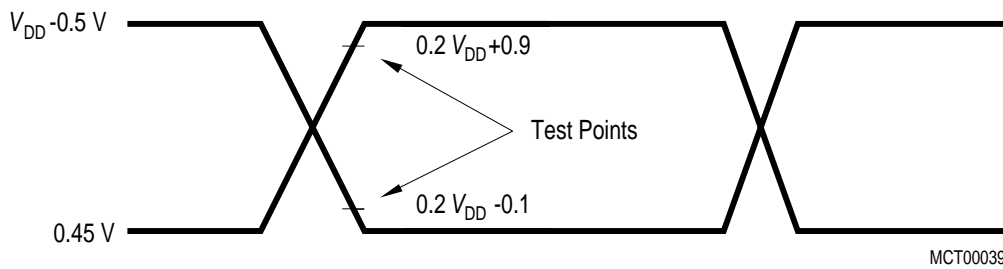 VDD -0.5 V
0.2 VDD+0.9
Test Points
0.2 VDD -0.1
0.45 V
MCT00039